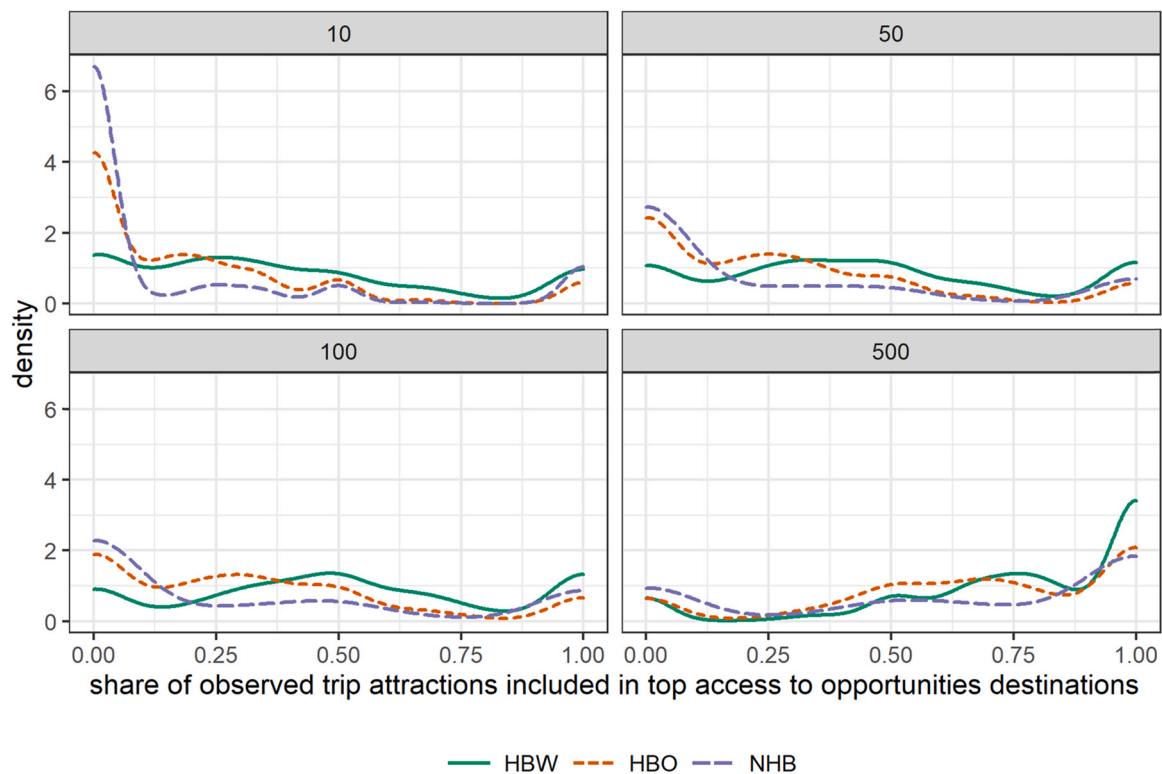 10
50
6
4
2
0
density
100
500
6
4
2
0
0.00 0.25 0.50 0.75 1.00
0.00 0.25 0.50 0.75 1.00
share of observed trip attractions included in top access to opportunities destinations
HBW HBO NHB